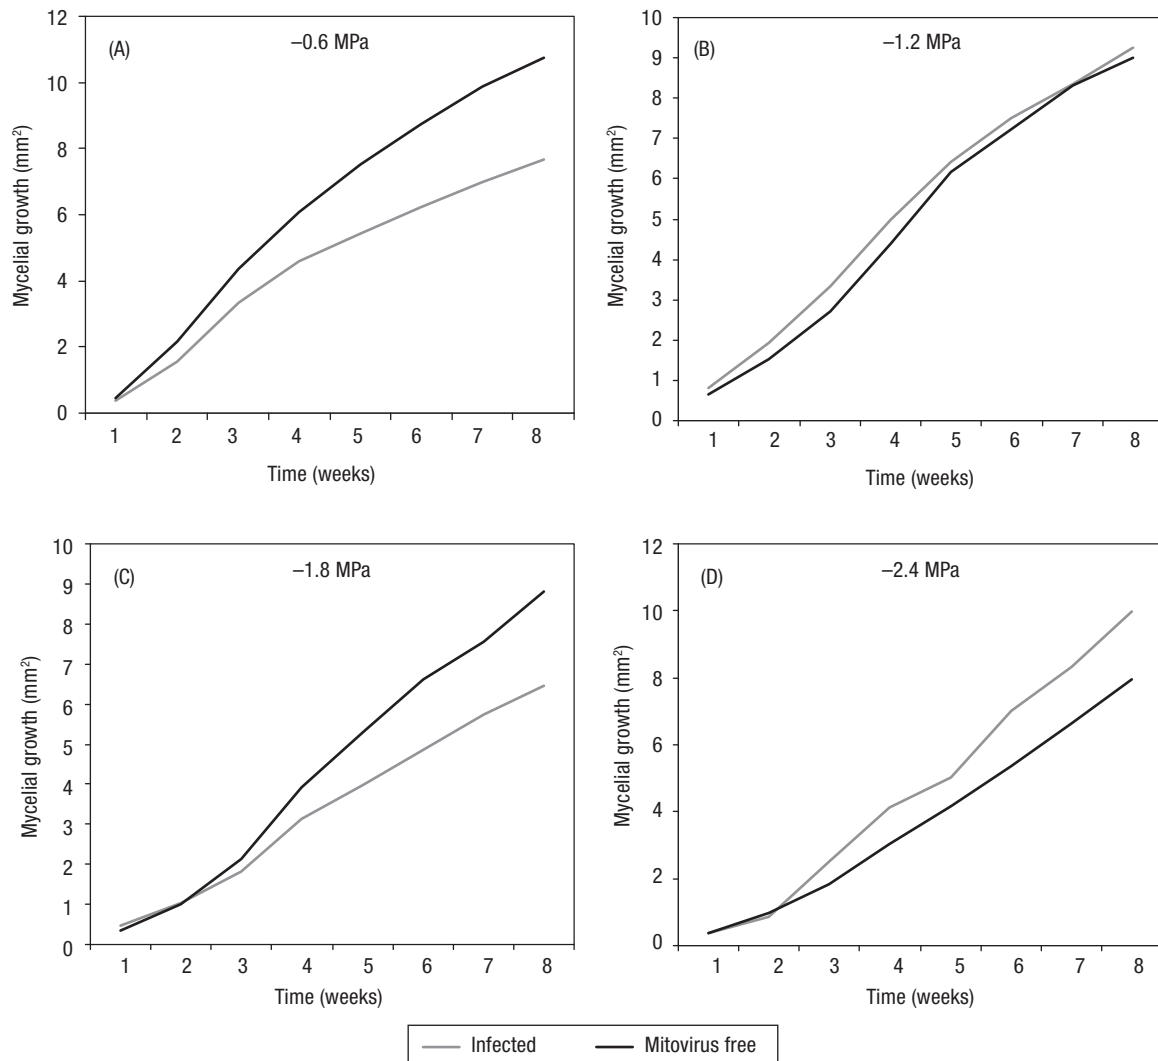 (A)
–0.6 MPa
12
10
8
6
4
2
0
Mycelial growth (mm²)
1 2 3 4 5 6 7 8
Time (weeks)
(B)
–1.2 MPa
10
9
8
7
6
5
4
3
2
1
0
Mycelial growth (mm²)
1 2 3 4 5 6 7 8
Time (weeks)
(C)
–1.8 MPa
10
9
8
7
6
5
4
3
2
1
0
Mycelial growth (mm²)
1 2 3 4 5 6 7 8
Time (weeks)
(D)
–2.4 MPa
12
10
8
6
4
2
0
Mycelial growth (mm²)
1 2 3 4 5 6 7 8
Time (weeks)
Infected Mitovirus free